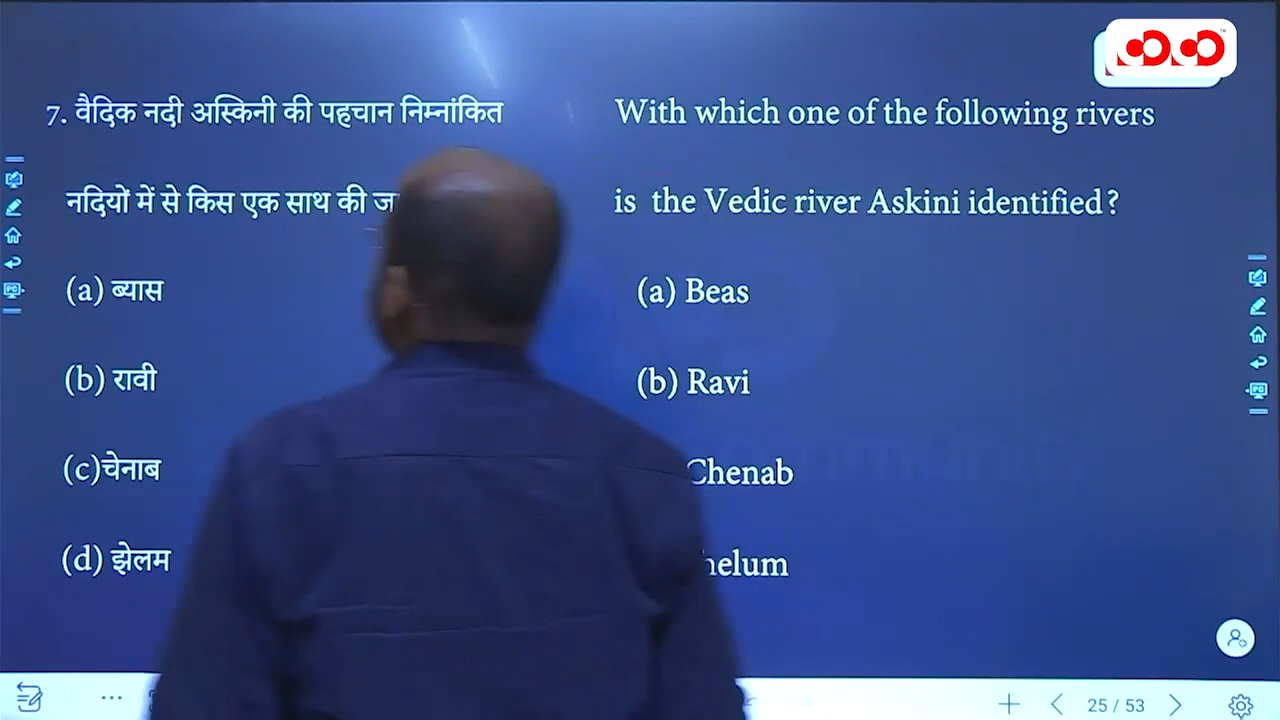 7. वैदिक नदी अस्किनी की पहचान निम्नांकित
नदियों में से किस एक साथ की
(a) ब्यास
(b) रावी
(c)चेनाब
(d) झेलम
With which one of the following rivers
is the Vedic river Askini identified?
(a) Beas
(b) Ravi
Chenab
25 / 53